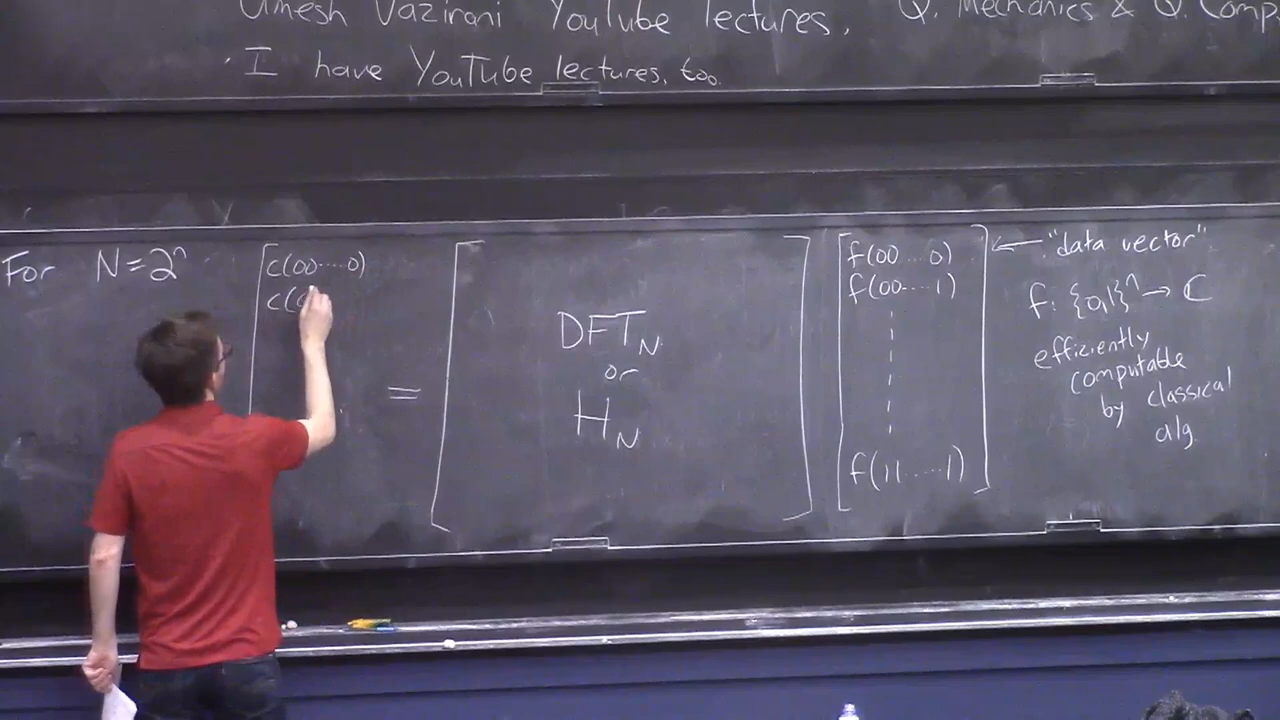 Umesh Vazirani YouTube lectures, Q. Mechanics & Q. Comp
· I have YouTube lectures, too.
For N=2ⁿ
c(00····0)
c(0
=
DFT_N
or
H_N
f(00...0)
f(00....1)
f(11.....1)
← "data vector"
f: {0,1}ⁿ → ℂ
efficiently
computable
by classical
alg.